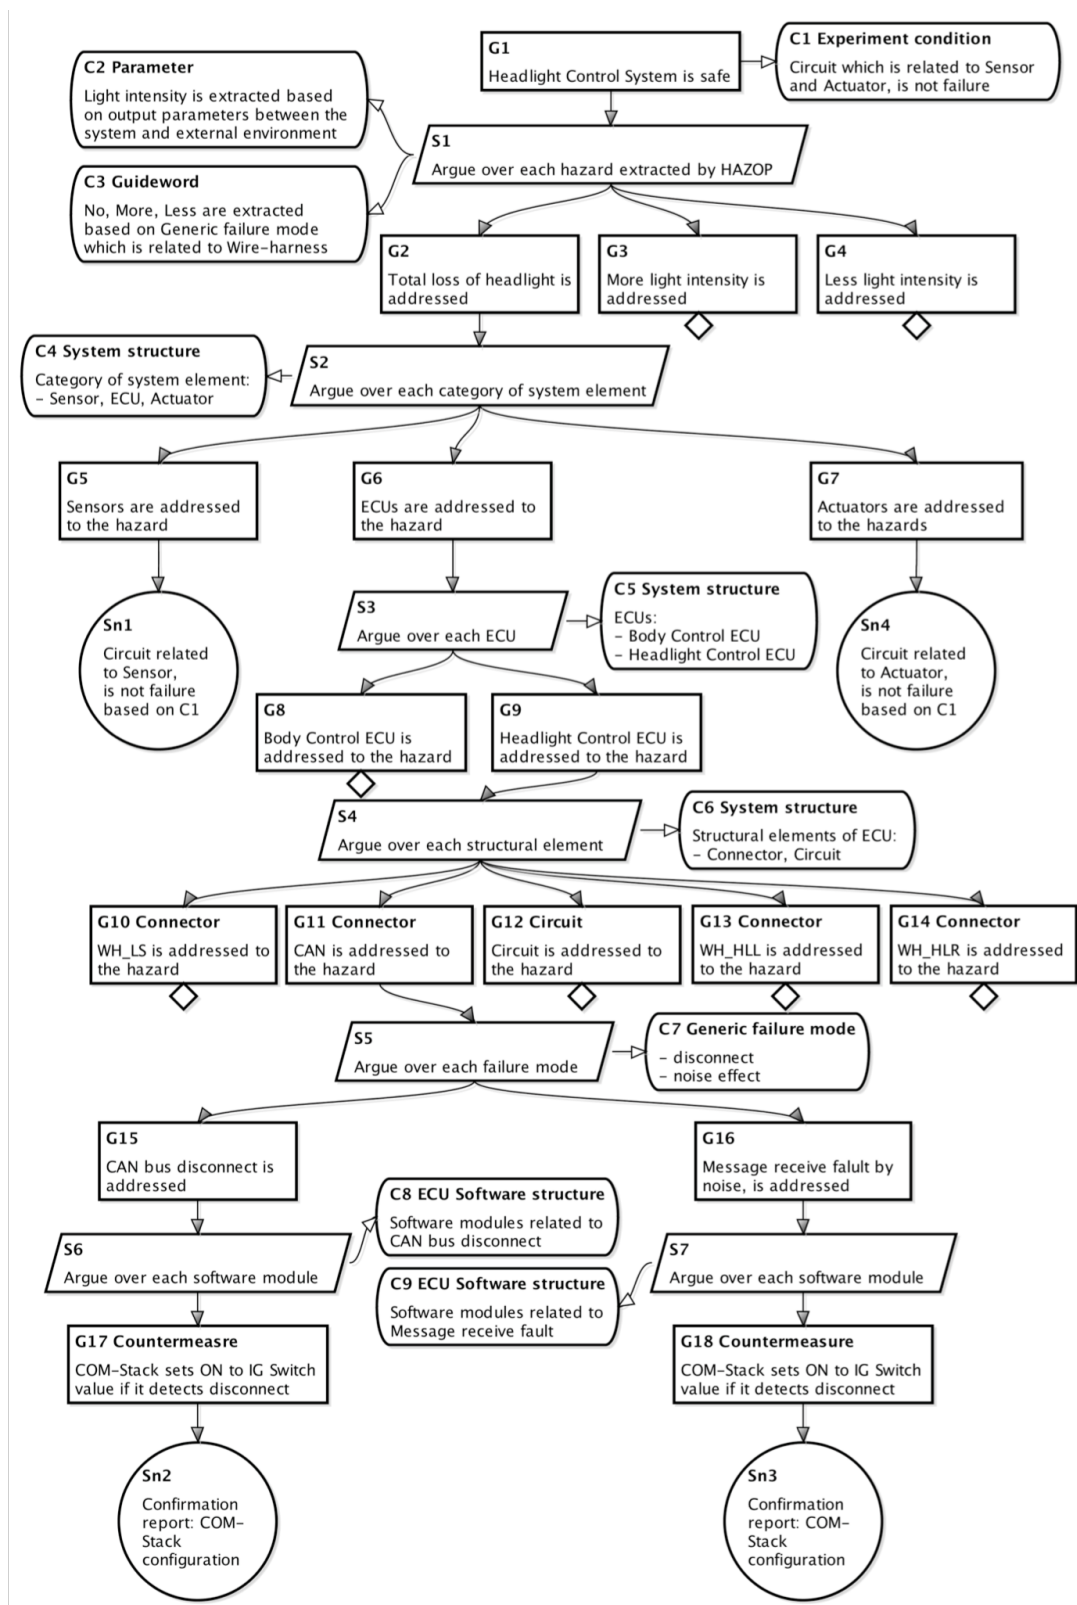 G1
Headlight Control System is safe
C1 Experiment condition
Circuit which is related to Sensor
and Actuator, is not failure
C2 Parameter
Light intensity is extracted based
on output parameters between the
system and external environment
S1
Argue over each hazard extracted by HAZOP
C3 Guideword
No, More, Less are extracted
based on Generic failure mode
which is related to Wire-harness
G2
Total loss of headlight is
addressed
G3
More light intensity is
addressed
G4
Less light intensity is
addressed
C4 System structure
Category of system element:
- Sensor, ECU, Actuator
S2
Argue over each category of system element
G5
Sensors are addressed
to the hazard
G6
ECUs are addressed to
the hazard
G7
Actuators are addressed
to the hazards
Sn1
Circuit related
to Sensor,
is not failure
based on C1
S3
Argue over each ECU
C5 System structure
ECUs:
- Body Control ECU
- Headlight Control ECU
Sn4
Circuit related
to Actuator,
is not failure
based on C1
G8
Body Control ECU is
addressed to the hazard
G9
Headlight Control ECU is
addressed to the hazard
S4
Argue over each structural element
C6 System structure
Structural elements of ECU:
- Connector, Circuit
G10 Connector
WH_LS is addressed to
the hazard
G11 Connector
CAN is addressed to
the hazard
G12 Circuit
Circuit is addressed to
the hazard
G13 Connector
WH_HLL is addressed
to the hazard
G14 Connector
WH_HLR is addressed
to the hazard
S5
Argue over each failure mode
C7 Generic failure mode
- disconnect
- noise effect
G15
CAN bus disconnect is
addressed
G16
Message receive falult by
noise, is addressed
C8 ECU Software structure
Software modules related to
CAN bus disconnect
S6
Argue over each software module
S7
Argue over each software module
C9 ECU Software structure
Software modules related to
Message receive fault
G17 Countermeasre
COM-Stack sets ON to IG Switch
value if it detects disconnect
G18 Countermeasure
COM-Stack sets ON to IG Switch
value if it detects disconnect
Sn2
Confirmation
report: COM-
Stack
configuration
Sn3
Confirmation
report: COM-
Stack
configuration